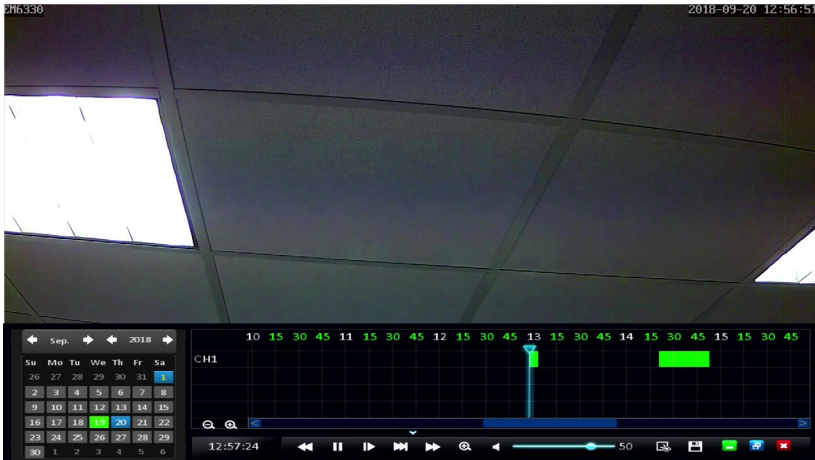 EM6330 2018-09-20 12:56:51
Sep. 2018
Su Mo Tu We Th Fr Sa
26 27 28 29 30 31 1
2 3 4 5 6 7 8
9 10 11 12 13 14 15
16 17 18 19 20 21 22
23 24 25 26 27 28 29
30 1 2 3 4 5 6
10 15 30 45 11 15 30 45 12 15 30 45 13 15 30 45 14 15 30 45 15 15 30 45
CH1
12:57:24
50